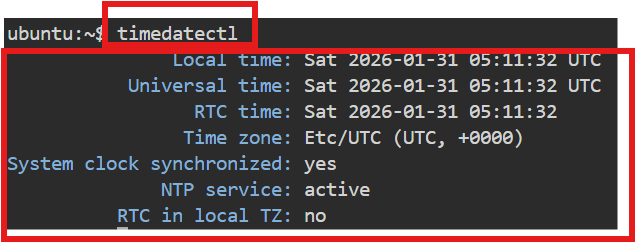 ubuntu:~$ timedatectl
Local time: Sat 2026-01-31 05:11:32 UTC
Universal time: Sat 2026-01-31 05:11:32 UTC
RTC time: Sat 2026-01-31 05:11:32
Time zone: Etc/UTC (UTC, +0000)
System clock synchronized: yes
NTP service: active
RTC in local TZ: no